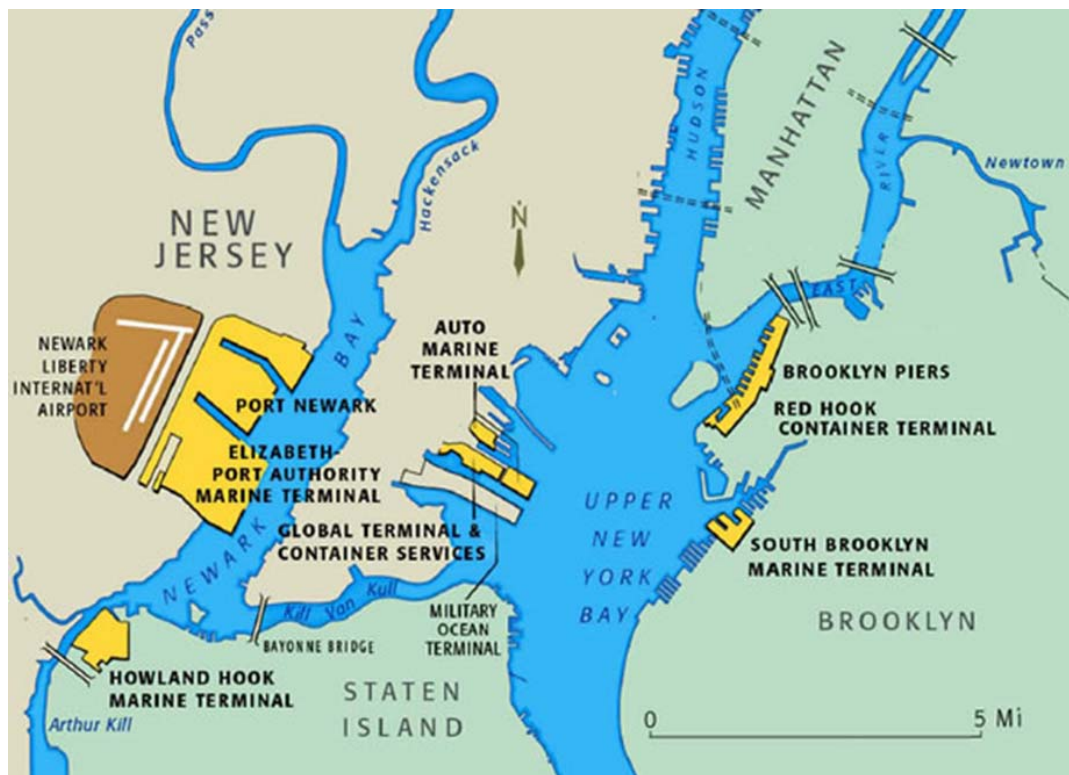 Pass
Hackensack
HUDSON
MANHATTAN
RIVER
Newtown
NEW
JERSEY
N
EAST
NEWARK
LIBERTY
INTERNAT'L
AIRPORT
BAY
AUTO
MARINE
TERMINAL
BROOKLYN PIERS
PORT NEWARK
RED HOOK
CONTAINER TERMINAL
ELIZABETH-
PORT AUTHORITY
MARINE TERMINAL
GLOBAL TERMINAL &
CONTAINER SERVICES
UPPER
NEW
YORK
BAY
SOUTH BROOKLYN
MARINE TERMINAL
NEWARK
Kill Van Kull
MILITARY
OCEAN
TERMINAL
BROOKLYN
BAYONNE BRIDGE
HOWLAND HOOK
MARINE TERMINAL
STATEN
ISLAND
Arthur Kill
0 5 Mi